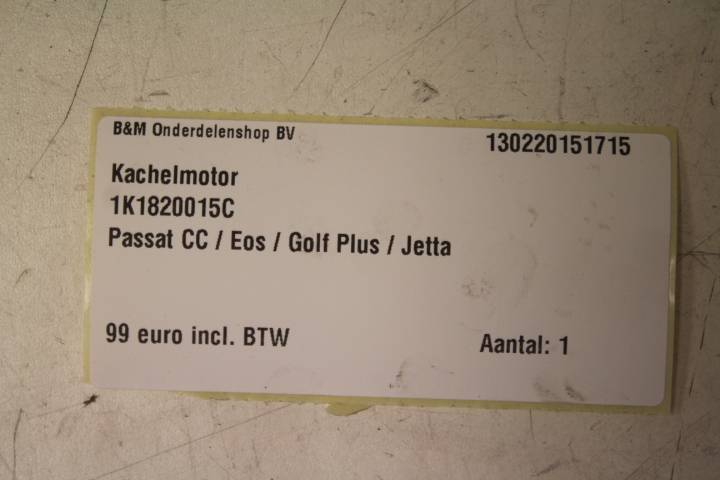 B&M Onderdelenshop BV 130220151715
Kachelmotor
1K1820015C
Passat CC / Eos / Golf Plus / Jetta
99 euro incl. BTW Aantal: 1